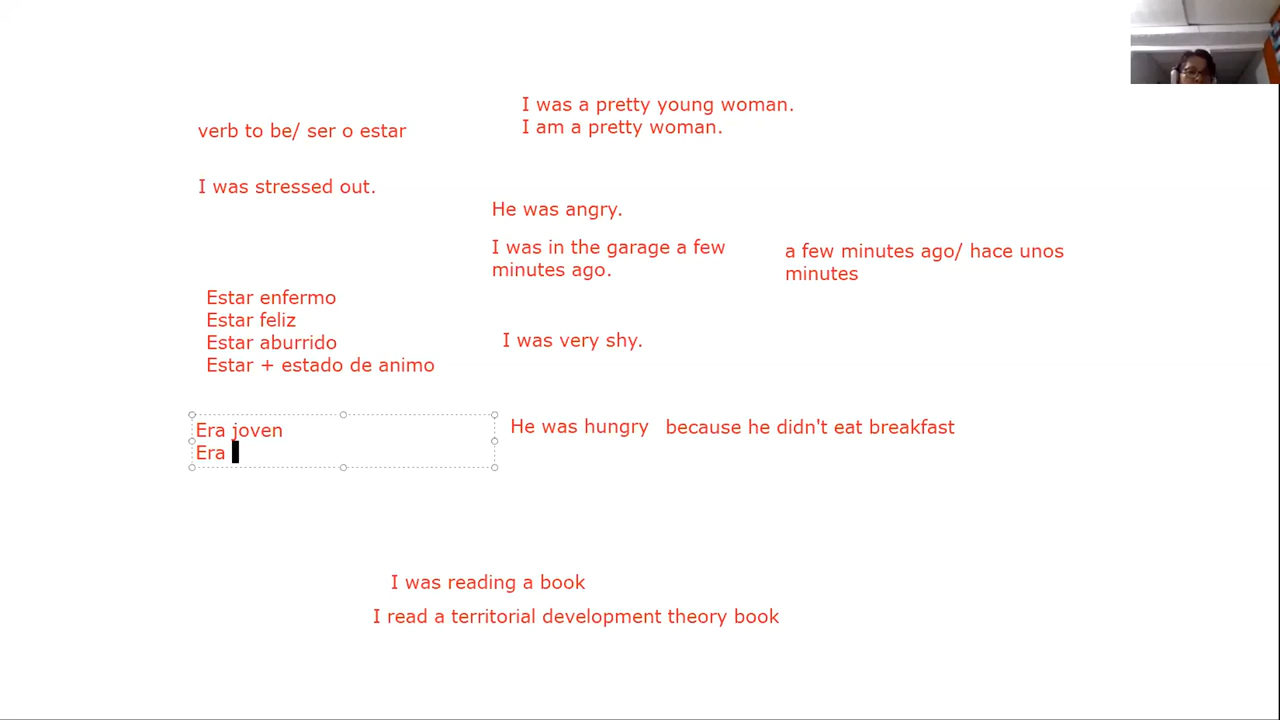 I was a pretty young woman.
I am a pretty woman.
verb to be/ ser o estar
I was stressed out.
He was angry.
I was in the garage a few
minutes ago.
a few minutes ago/ hace unos
minutes
Estar enfermo
Estar feliz
Estar aburrido
Estar + estado de animo
I was very shy.
Era joven
Era
He was hungry
because he didn't eat breakfast
I was reading a book
I read a territorial development theory book